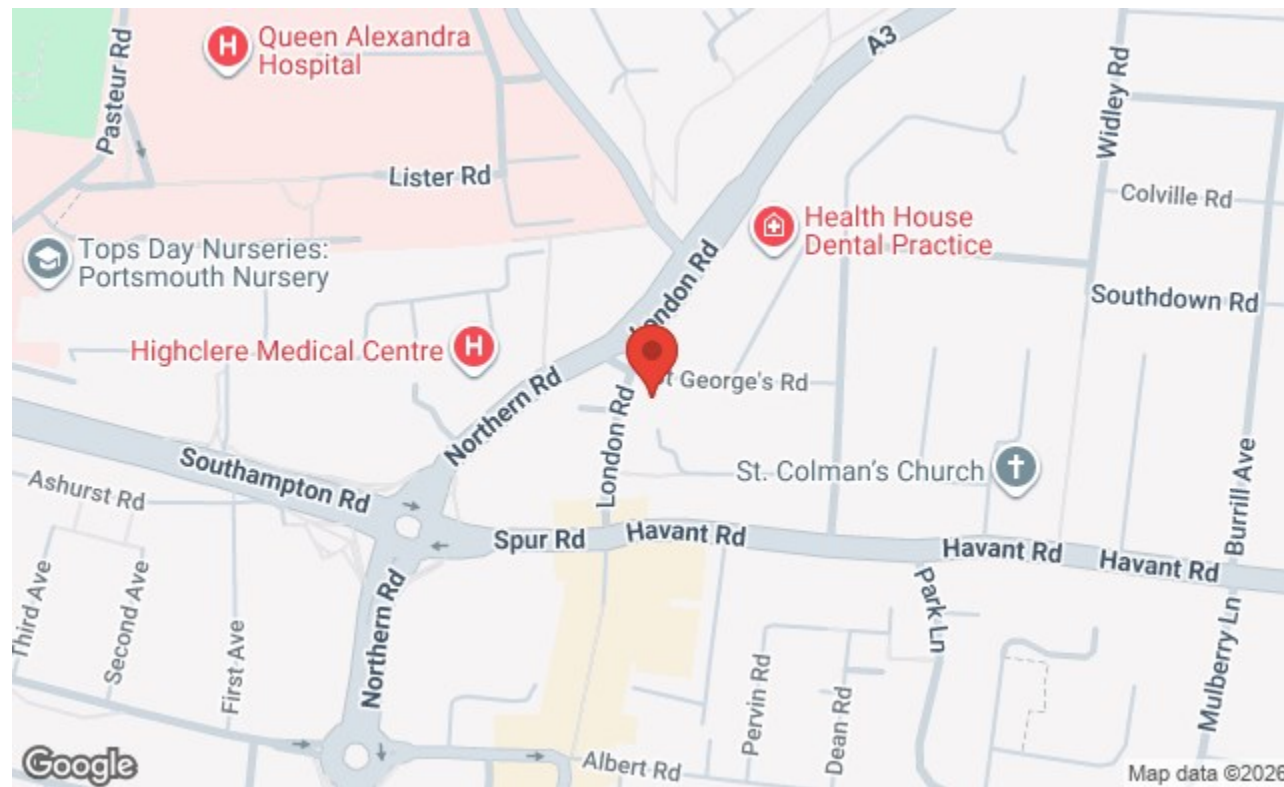 A3
Queen Alexandra
Hospital
Pasteur Rd
Widley Rd
Lister Rd
Colville Rd
Health House
Dental Practice
Tops Day Nurseries:
Portsmouth Nursery
London Rd
Southdown Rd
Highclere Medical Centre
St George's Rd
Northern Rd
London Rd
Southampton Rd
St. Colman's Church
Ashurst Rd
Burrill Ave
Spur Rd
Havant Rd
Havant Rd
Havant Rd
Third Ave
Second Ave
First Ave
Northern Rd
Park Ln
Mulberry Ln
Pervin Rd
Dean Rd
Albert Rd
Google
Map data ©2026